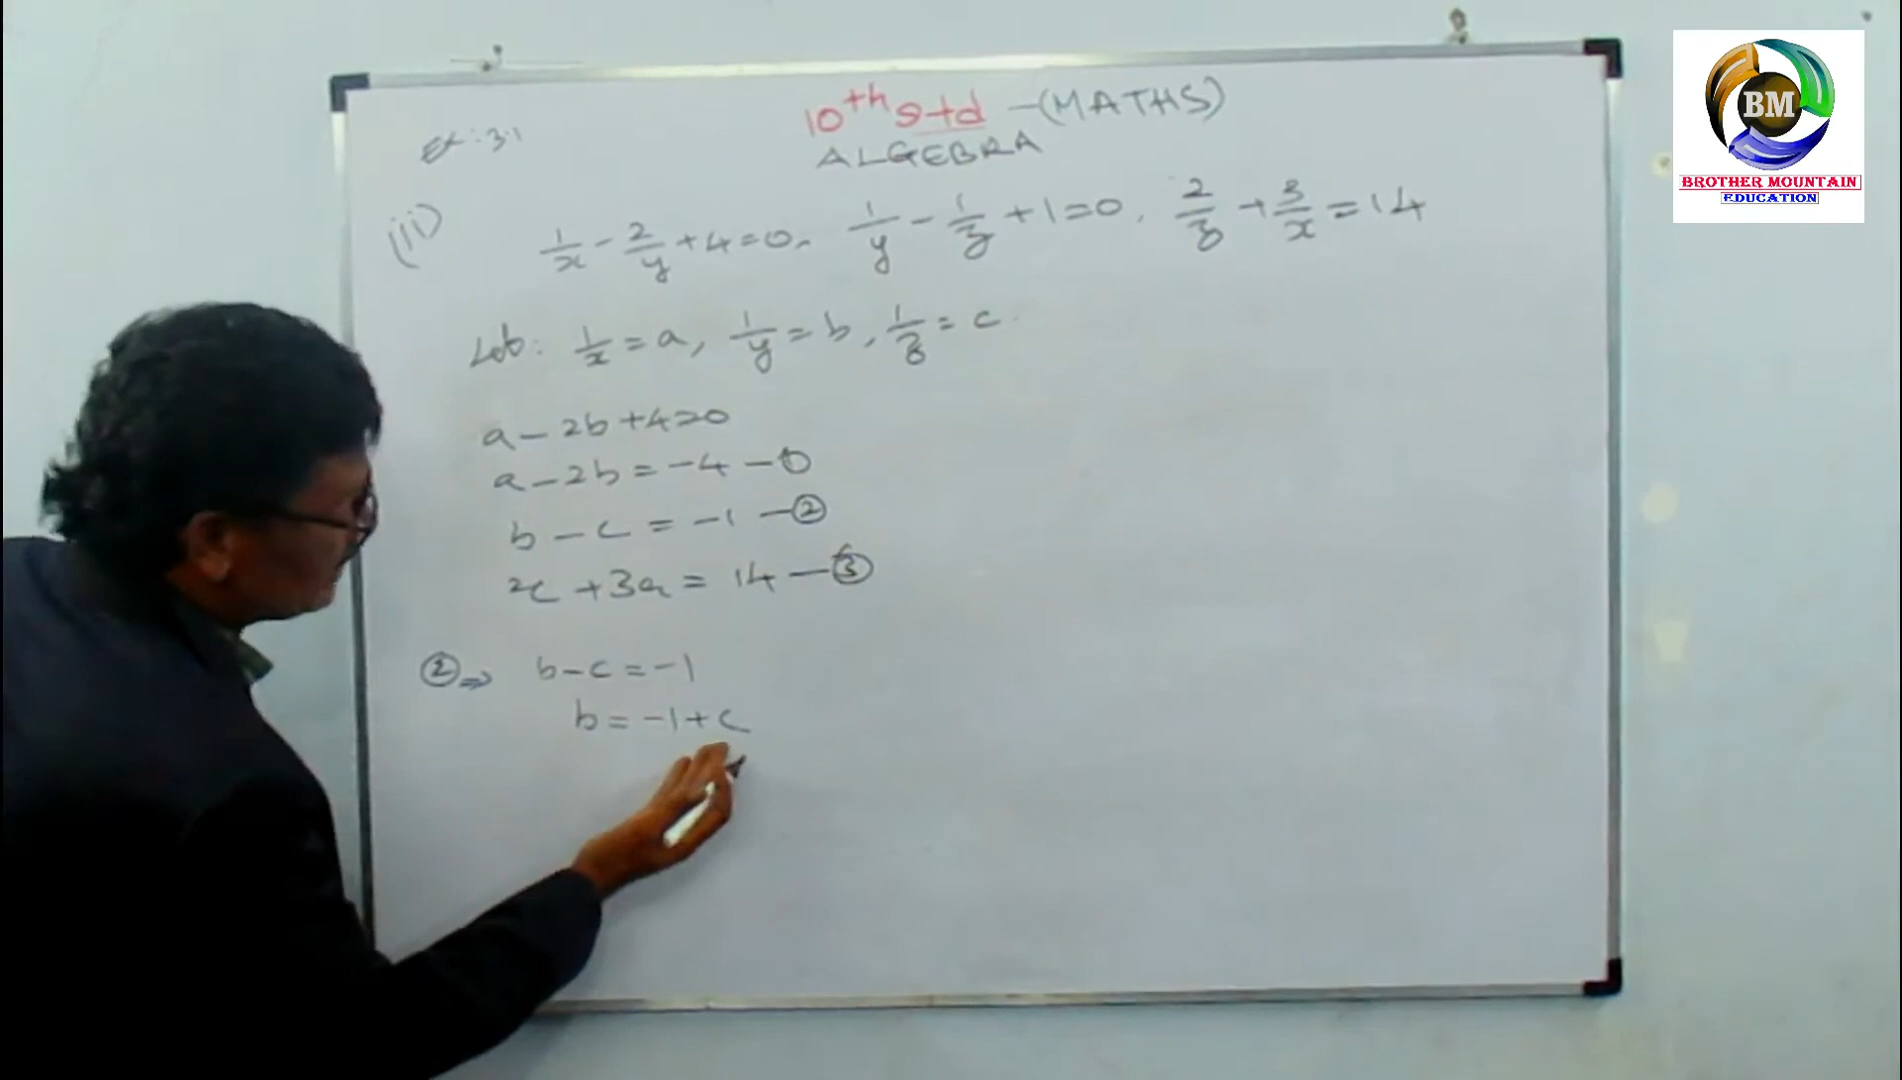 10th std - (MATHS)
Ex: 3.1
ALGEBRA
(iii) 1/x - 2/y + 4 = 0, 1/y - 1/z + 1 = 0, 2/z + 3/x = 14
Let: 1/x = a, 1/y = b, 1/z = c.
a - 2b + 4 = 0
a - 2b = -4 - ①
b - c = -1 - ②
2c + 3a = 14 - ③
② ⇒ b - c = -1
b = -1 + c
BM
BROTHER MOUNTAIN
EDUCATION